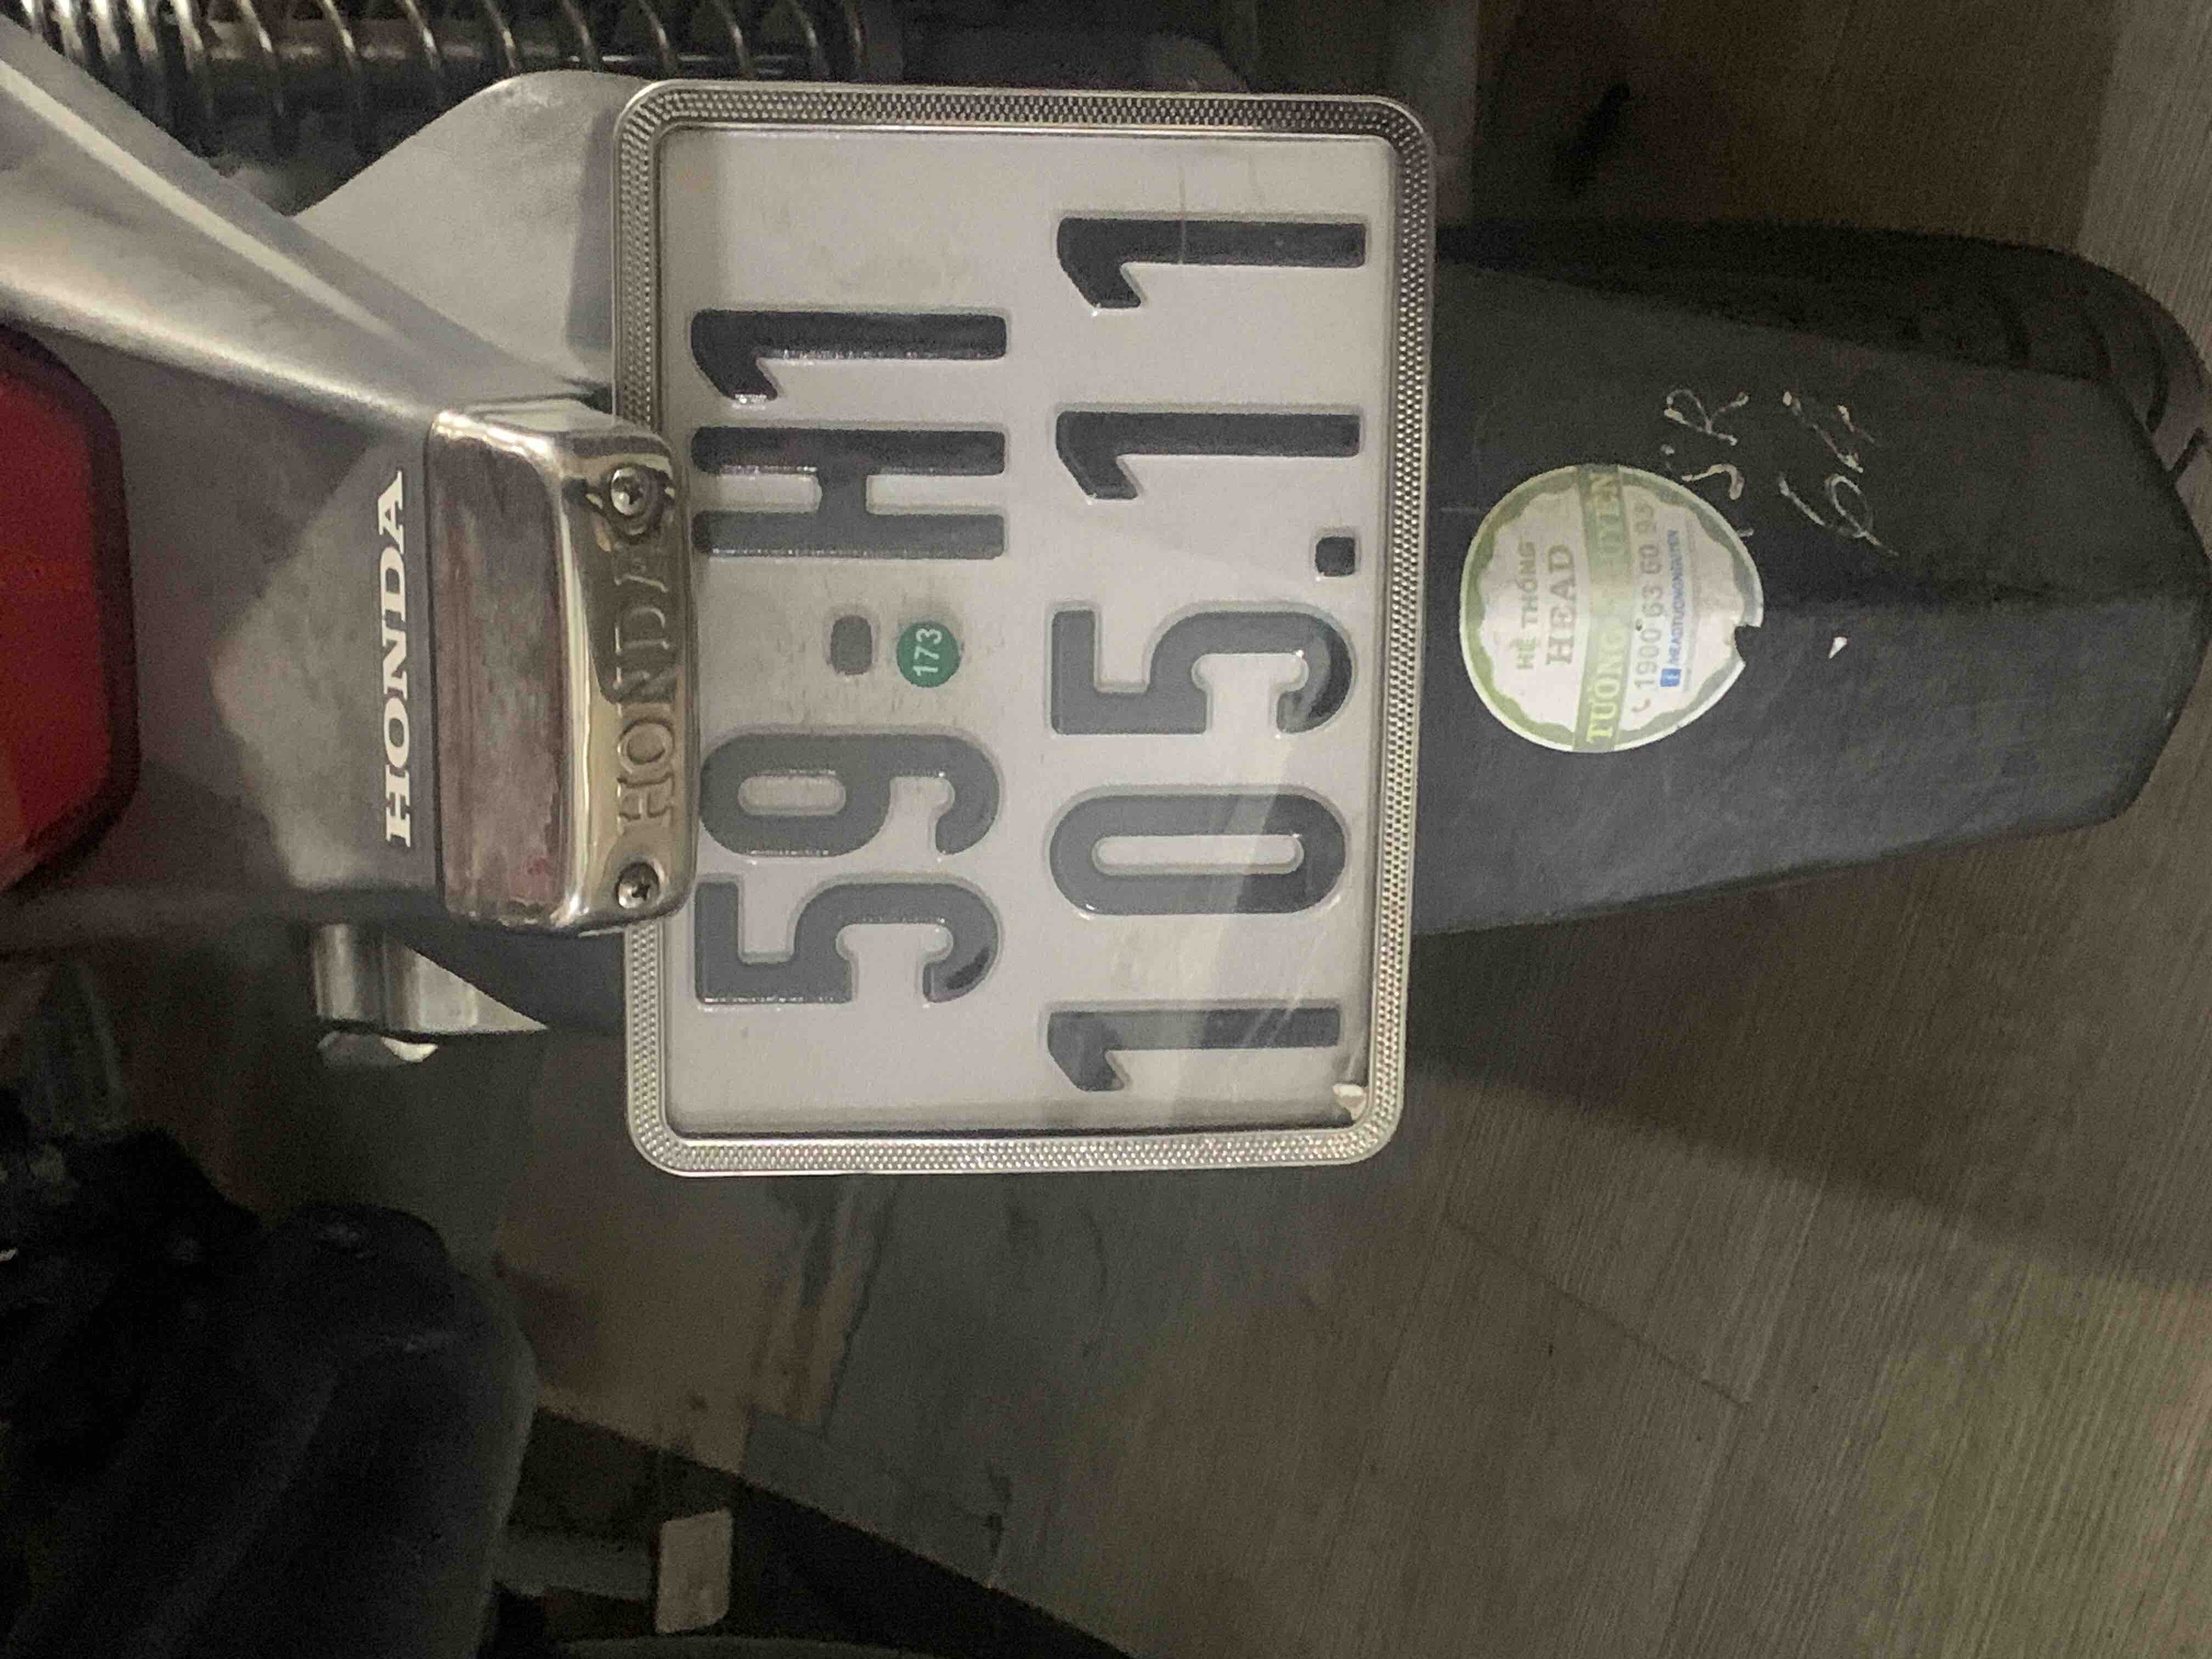 HONDA
HONDA
59-H1
173
105.11
HỆ THỐNG
HEAD
1900 63 60 93